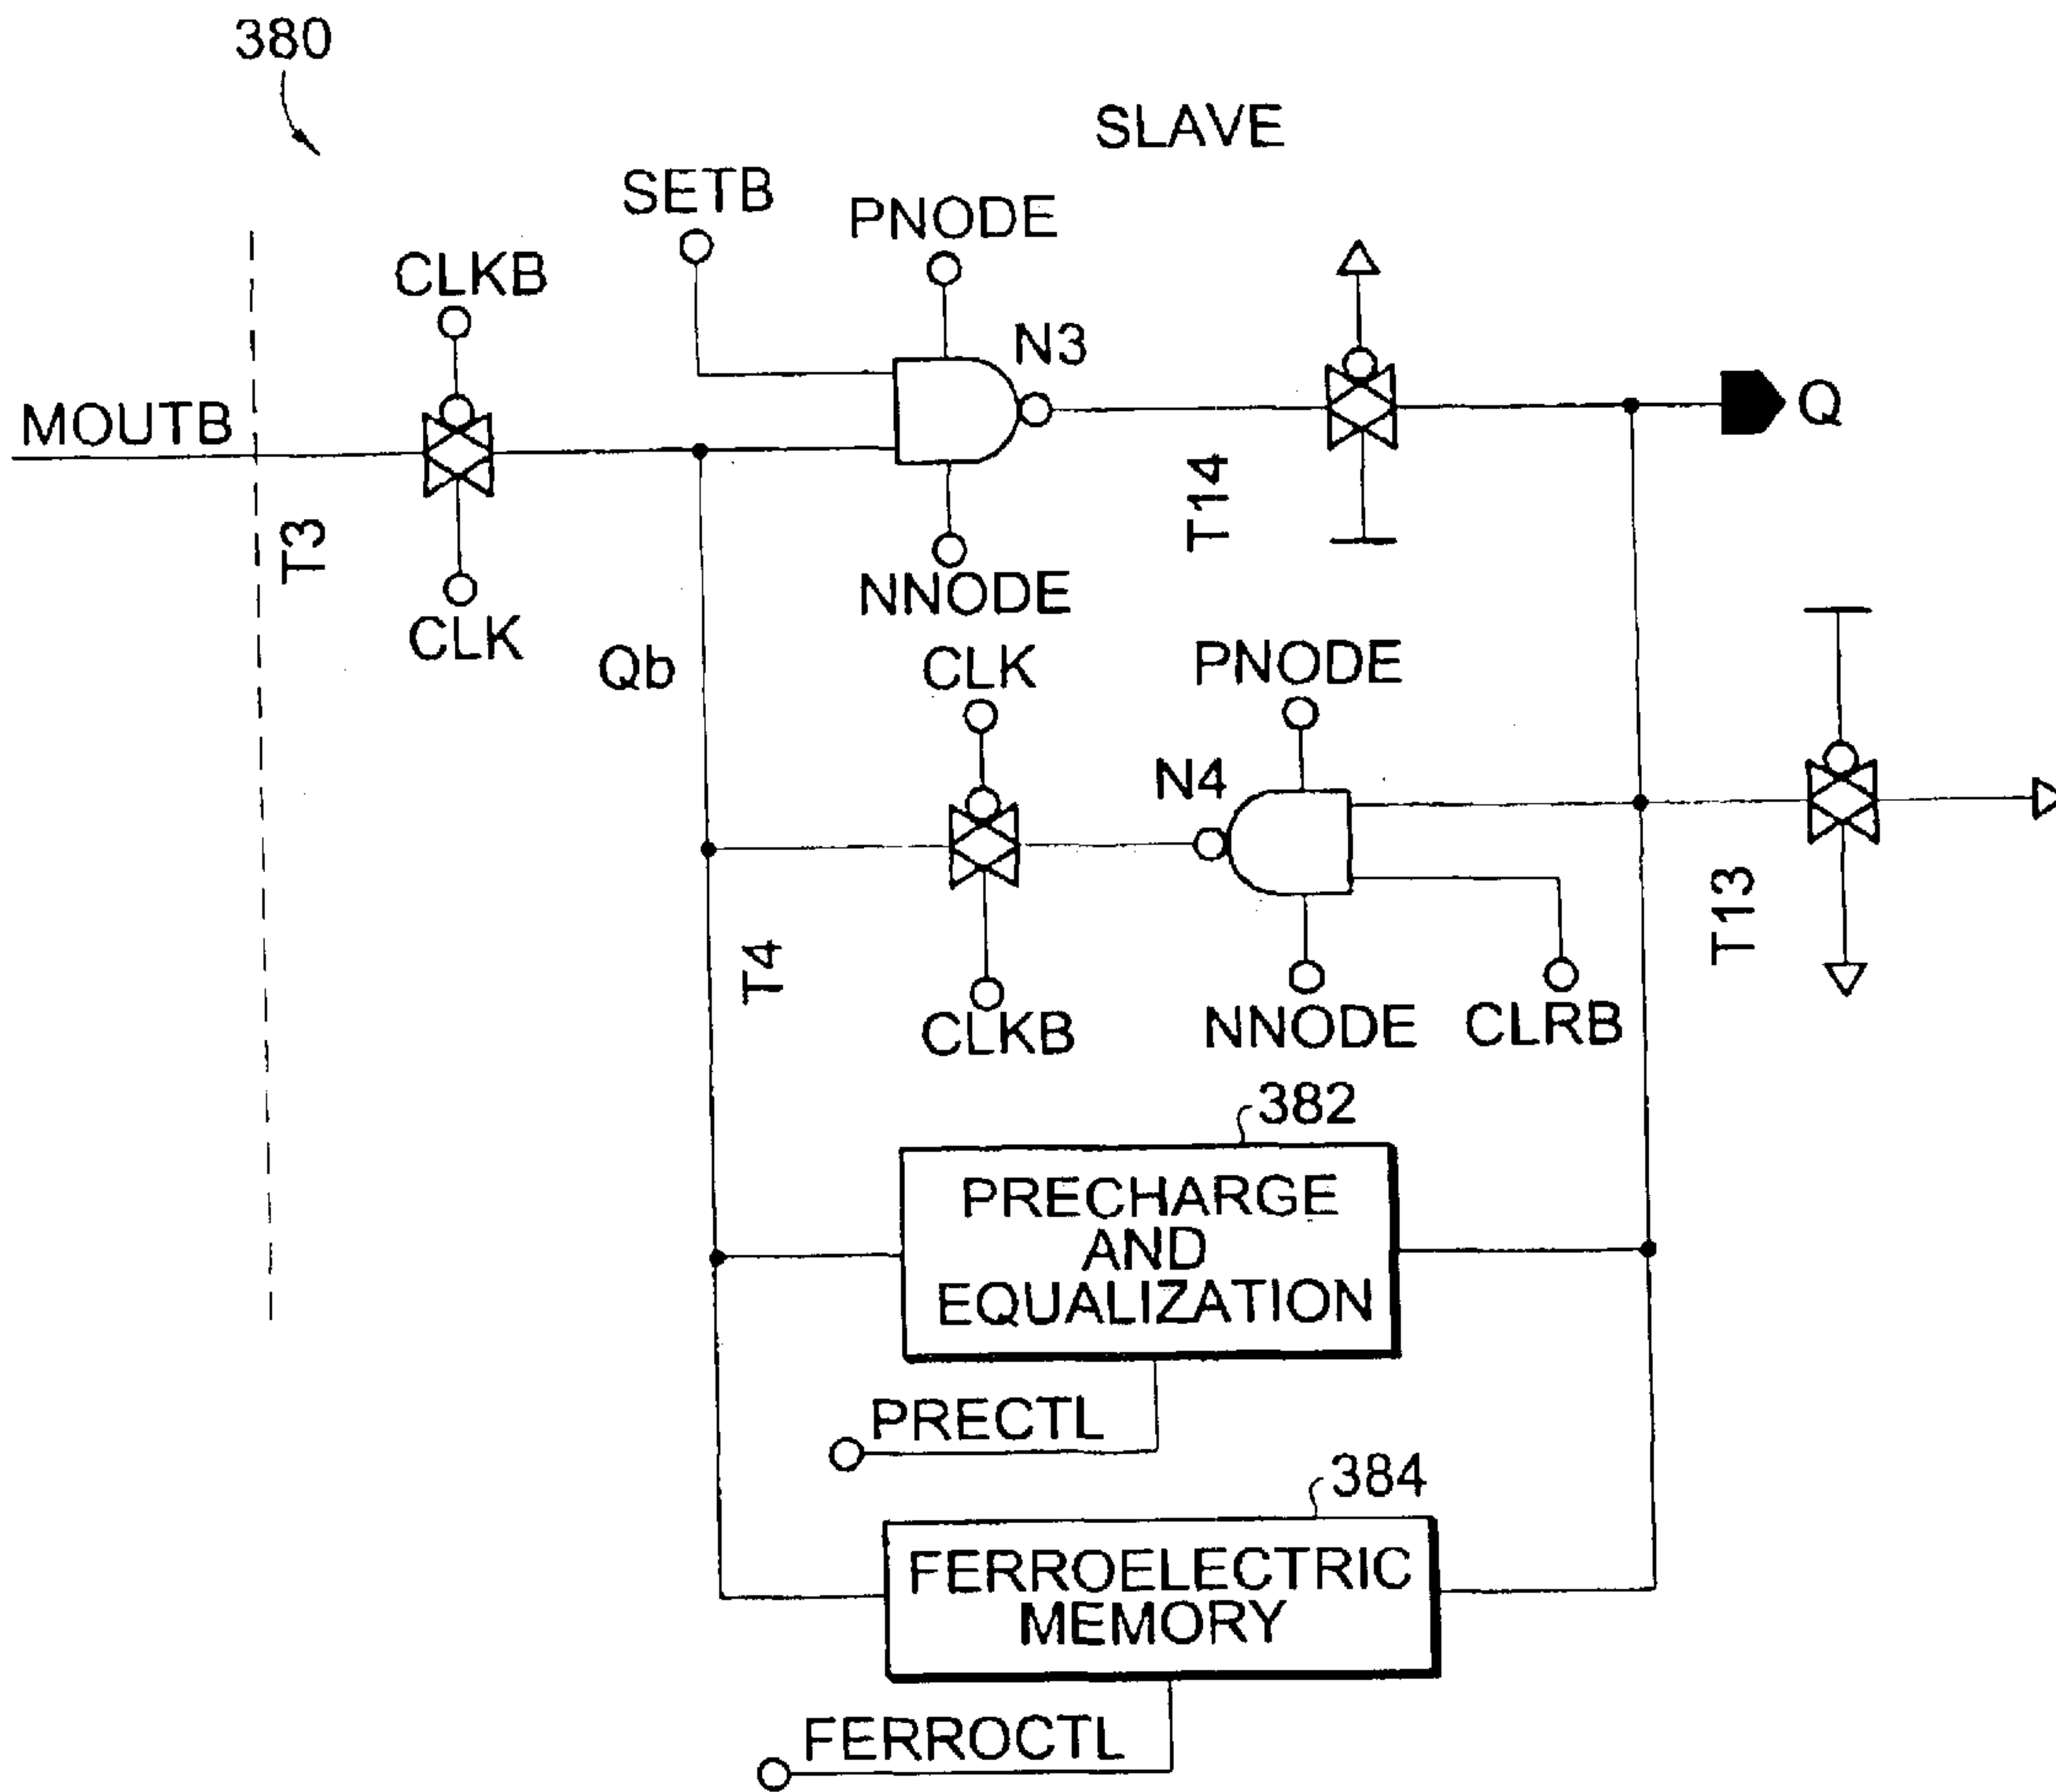 380
SLAVE
SETB
PNODE
CLKB
N3
MOUTB
Q
T14
T3
NNODE
CLK
Qb
CLK
PNODE
N4
T13
T4
CLKB
NNODE
CLRB
382
PRECHARGE
AND
EQUALIZATION
PRECTL
384
FERROELECTRIC
MEMORY
FERROCTL